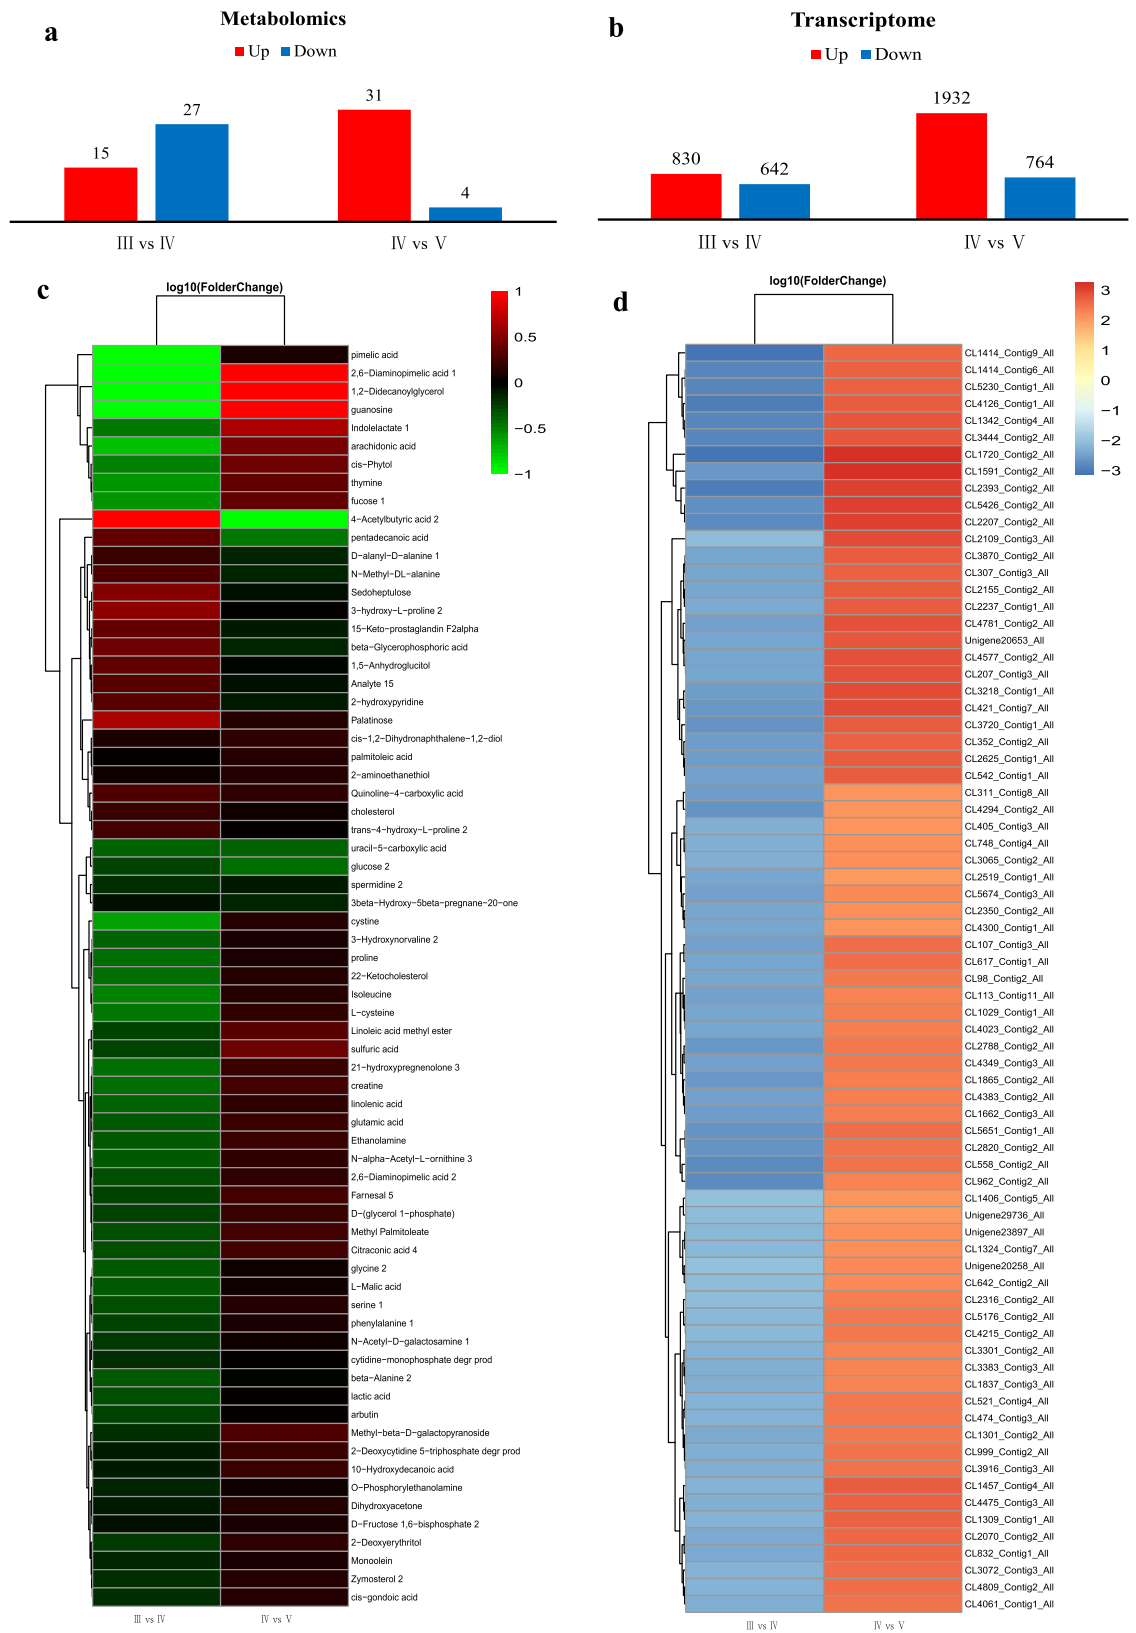 a
Metabolomics
Up Down
15
27
31
4
III vs IV
IV vs V
b
Transcriptome
Up Down
830
642
1932
764
III vs IV
IV vs V
c
log10(FolderChange)
1
0.5
0
−0.5
−1
pimelic acid
2,6−Diaminopimelic acid 1
1,2−Didecanoylglycerol
guanosine
Indolelactate 1
arachidonic acid
cis−Phytol
thymine
fucose 1
4−Acetylbutyric acid 2
pentadecanoic acid
D−alanyl−D−alanine 1
N−Methyl−DL−alanine
Sedoheptulose
3−hydroxy−L−proline 2
15−Keto−prostaglandin F2alpha
beta−Glycerophosphoric acid
1,5−Anhydroglucitol
Analyte 15
2−hydroxypyridine
Palatinose
cis−1,2−Dihydronaphthalene−1,2−diol
palmitoleic acid
2−aminoethanethiol
Quinoline−4−carboxylic acid
cholesterol
trans−4−hydroxy−L−proline 2
uracil−5−carboxylic acid
glucose 2
spermidine 2
3beta−Hydroxy−5beta−pregnane−20−one
cystine
3−Hydroxynorvaline 2
proline
22−Ketocholesterol
Isoleucine
L−cysteine
Linoleic acid methyl ester
sulfuric acid
21−hydroxypregnenolone 3
creatine
linolenic acid
glutamic acid
Ethanolamine
N−alpha−Acetyl−L−ornithine 3
2,6−Diaminopimelic acid 2
Farnesal 5
D−(glycerol 1−phosphate)
Methyl Palmitoleate
Citraconic acid 4
glycine 2
L−Malic acid
serine 1
phenylalanine 1
N−Acetyl−D−galactosamine 1
cytidine−monophosphate degr prod
beta−Alanine 2
lactic acid
arbutin
Methyl−beta−D−galactopyranoside
2−Deoxycytidine 5−triphosphate degr prod
10−Hydroxydecanoic acid
O−Phosphorylethanolamine
Dihydroxyacetone
D−Fructose 1,6−bisphosphate 2
2−Deoxyerythritol
Monoolein
Zymosterol 2
cis−gondoic acid
III vs IV
IV vs V
d
log10(FolderChange)
3
2
1
0
−1
−2
−3
CL1414_Contig9_All
CL1414_Contig6_All
CL5230_Contig1_All
CL4126_Contig1_All
CL1342_Contig4_All
CL3444_Contig2_All
CL1720_Contig2_All
CL1591_Contig2_All
CL2393_Contig2_All
CL5426_Contig2_All
CL2207_Contig2_All
CL2109_Contig3_All
CL3870_Contig2_All
CL307_Contig3_All
CL2155_Contig2_All
CL2237_Contig1_All
CL4781_Contig2_All
Unigene20653_All
CL4577_Contig2_All
CL207_Contig3_All
CL3218_Contig1_All
CL421_Contig7_All
CL3720_Contig1_All
CL352_Contig2_All
CL2625_Contig1_All
CL542_Contig1_All
CL311_Contig8_All
CL4294_Contig2_All
CL405_Contig3_All
CL748_Contig4_All
CL3065_Contig2_All
CL2519_Contig1_All
CL5674_Contig3_All
CL2350_Contig2_All
CL4300_Contig1_All
CL107_Contig3_All
CL617_Contig1_All
CL98_Contig2_All
CL113_Contig11_All
CL1029_Contig1_All
CL4023_Contig2_All
CL2788_Contig2_All
CL4349_Contig3_All
CL1865_Contig2_All
CL4383_Contig2_All
CL1662_Contig3_All
CL5651_Contig1_All
CL2820_Contig2_All
CL558_Contig2_All
CL962_Contig2_All
CL1406_Contig5_All
Unigene29736_All
Unigene23897_All
CL1324_Contig7_All
Unigene20258_All
CL642_Contig2_All
CL2316_Contig2_All
CL5176_Contig2_All
CL4215_Contig2_All
CL3301_Contig2_All
CL3383_Contig3_All
CL1837_Contig3_All
CL521_Contig4_All
CL474_Contig3_All
CL1301_Contig2_All
CL999_Contig2_All
CL3916_Contig3_All
CL1457_Contig4_All
CL4475_Contig3_All
CL1309_Contig1_All
CL2070_Contig2_All
CL832_Contig1_All
CL3072_Contig3_All
CL4809_Contig2_All
CL4061_Contig1_All
III vs IV
IV vs V